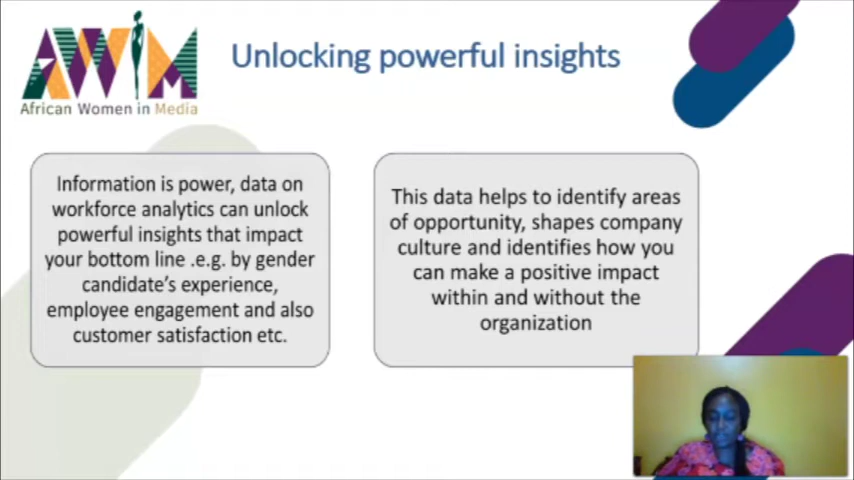 AWiM
African Women in Media
Unlocking powerful insights
Information is power, data on
workforce analytics can unlock
powerful insights that impact
your bottom line .e.g. by gender
candidate's experience,
employee engagement and also
customer satisfaction etc.
This data helps to identify areas
of opportunity, shapes company
culture and identifies how you
can make a positive impact
within and without the
organization